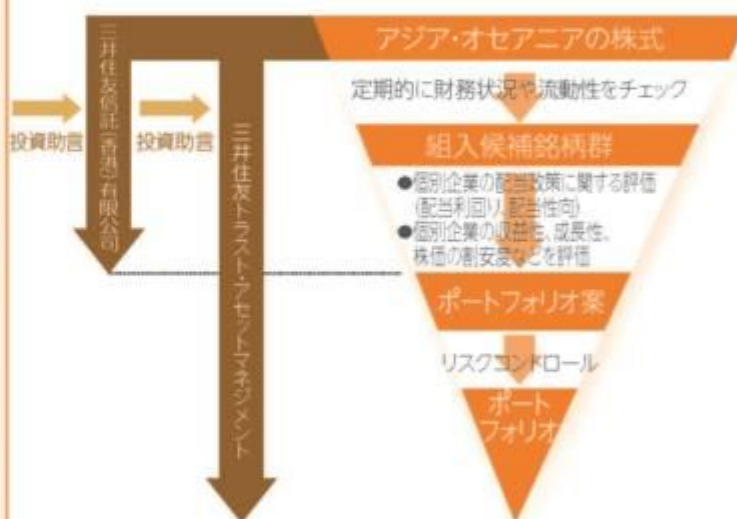 アジア・オセアニアの株式
定期的に財務状況や流動性をチェック
投資助言
三井住友信託(香港)有限公司
投資助言
三井住友トラスト・アセットマネジメント
組入候補銘柄群
●個別企業の配当政策に関する評価
(配当利回り、配当性向)
●個別企業の収益性、成長性、
株価の割安度などを評価
ポートフォリオ案
リスクコントロール
ポート
フォリオ